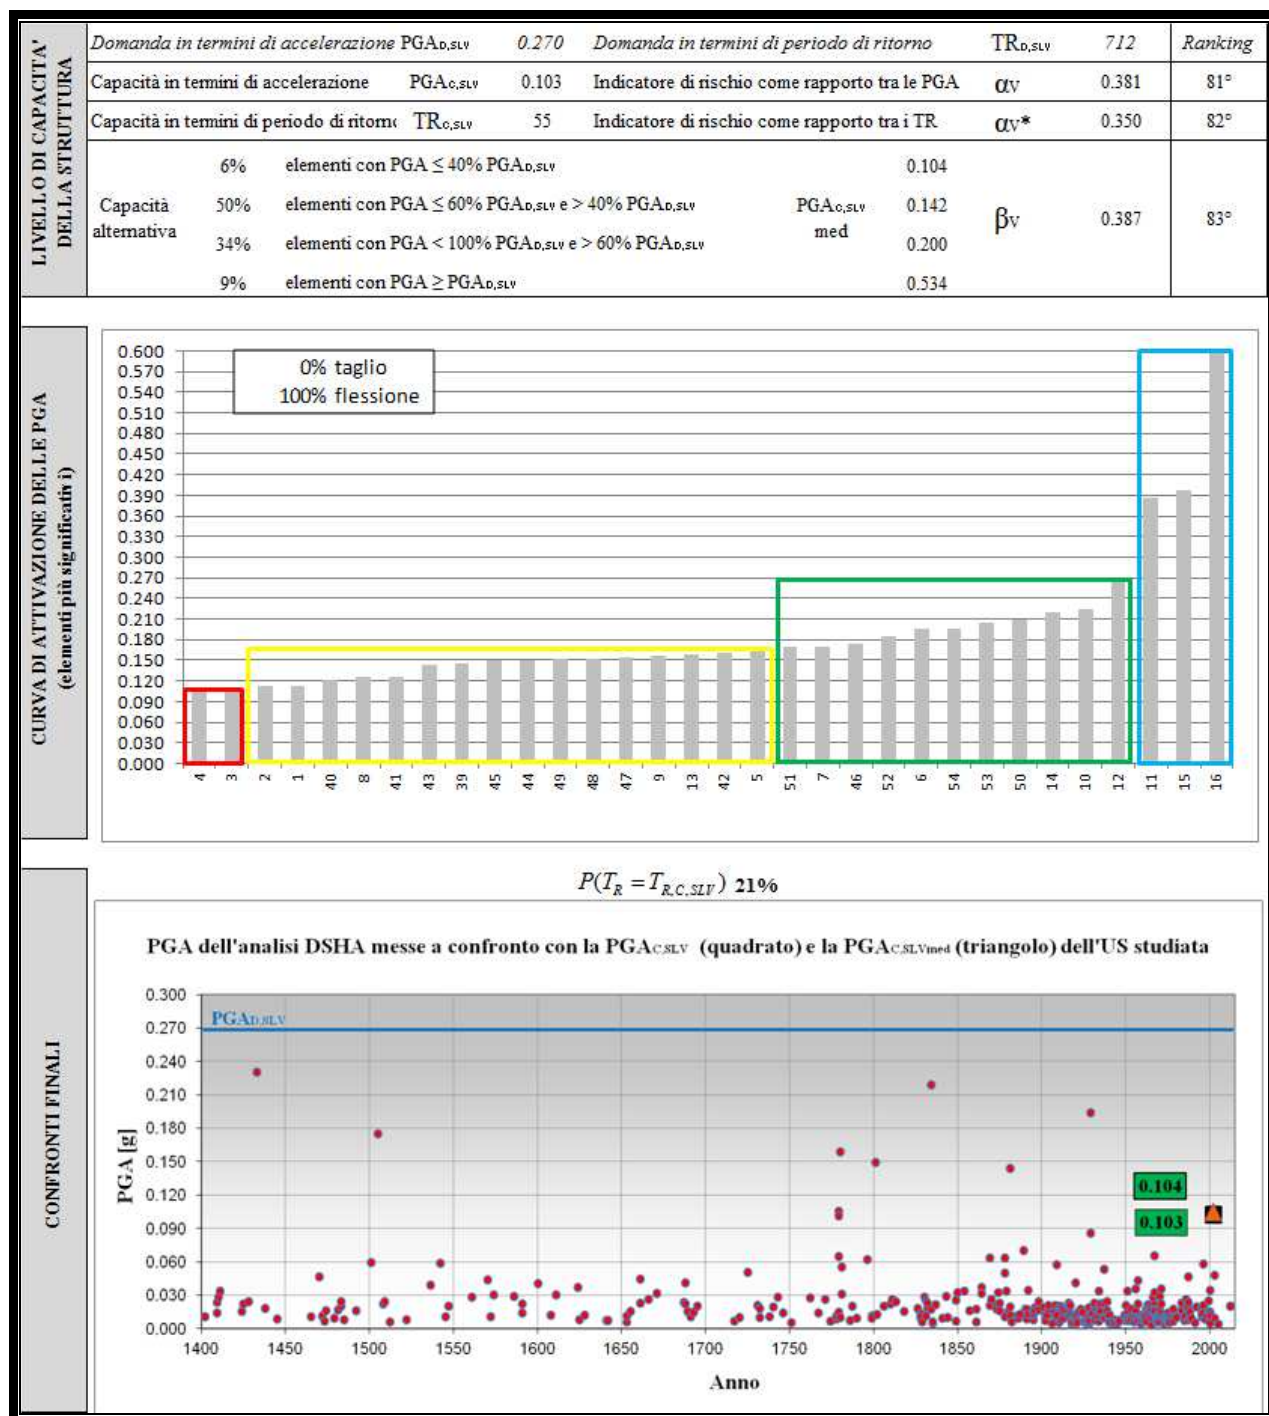 LIVELLO DI CAPACITA'
DELLA STRUTTURA
Domanda in termini di accelerazione PGAD,SLV 0.270 Domanda in termini di periodo di ritorno TRD,SLV 712 Ranking
Capacità in termini di accelerazione PGAC,SLV 0.103 Indicatore di rischio come rapporto tra le PGA αV 0.381 81°
Capacità in termini di periodo di ritorno TRC,SLV 55 Indicatore di rischio come rapporto tra i TR αV* 0.350 82°
Capacità
alternativa
6% elementi con PGA ≤ 40% PGAD,SLV 0.104
50% elementi con PGA ≤ 60% PGAD,SLV e > 40% PGAD,SLV 0.142
34% elementi con PGA < 100% PGAD,SLV e > 60% PGAD,SLV 0.200
9% elementi con PGA ≥ PGAD,SLV 0.534
PGAC,SLV
med
βV 0.387 83°
CURVA DI ATTIVAZIONE DELLE PGA
(elementi più significativi)
0% taglio
100% flessione
0.600
0.570
0.540
0.510
0.480
0.450
0.420
0.390
0.360
0.330
0.300
0.270
0.240
0.210
0.180
0.150
0.120
0.090
0.060
0.030
0.000
4 3 2 1 40 8 41 43 39 45 44 49 48 47 9 13 42 5 51 7 46 52 6 54 53 50 14 10 12 11 15 16
CONFRONTI FINALI
P(TR = TR,C,SLV) 21%
PGA dell'analisi DSHA messe a confronto con la PGAC,SLV (quadrato) e la PGAC,SLVmed (triangolo) dell'US studiata
PGAD,SLV
PGA [g]
0.300
0.270
0.240
0.210
0.180
0.150
0.120
0.090
0.060
0.030
0.000
0.104
0.103
1400 1450 1500 1550 1600 1650 1700 1750 1800 1850 1900 1950 2000
Anno